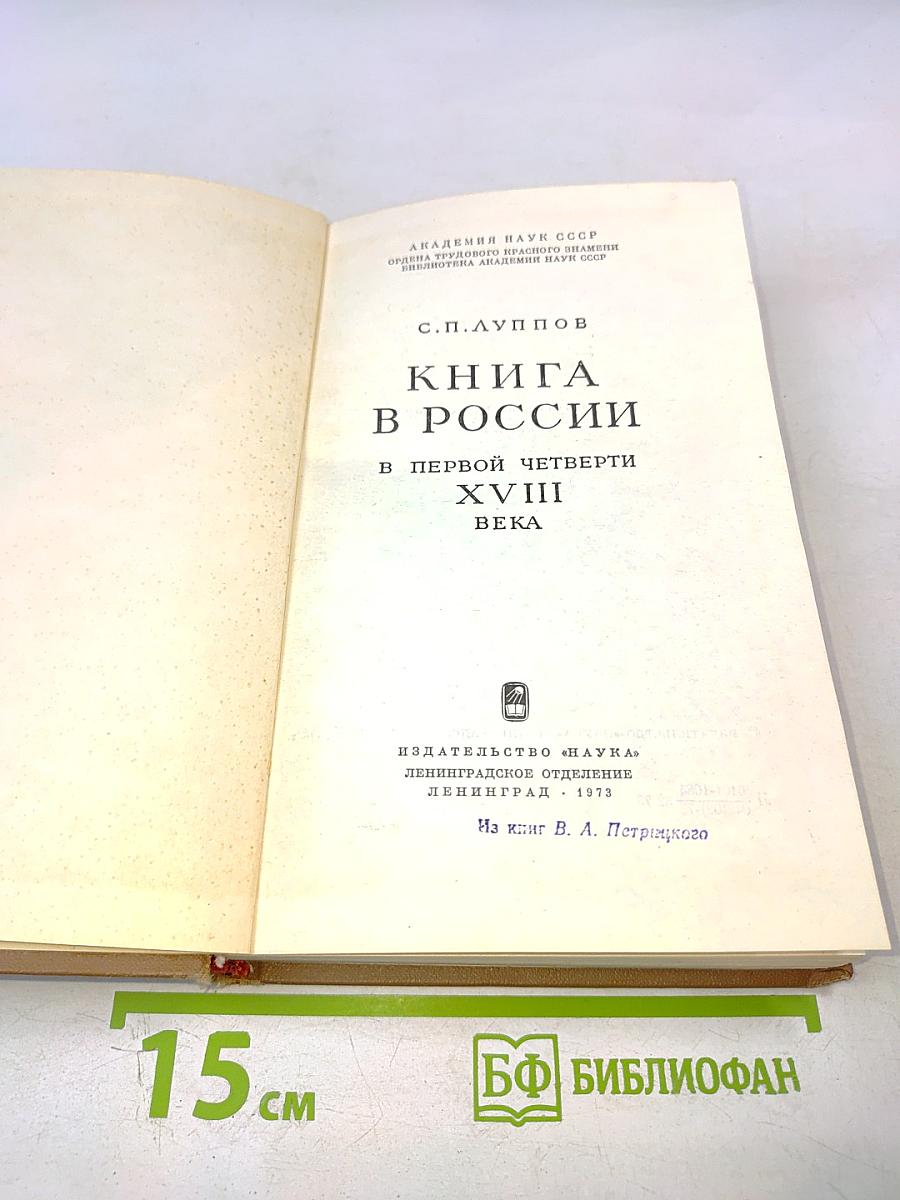 АКАДЕМИЯ НАУК СССР
ОРДЕНА ТРУДОВОГО КРАСНОГО ЗНАМЕНИ
БИБЛИОТЕКА АКАДЕМИИ НАУК СССР
С.П.ЛУППОВ
КНИГА
В РОССИИ
В ПЕРВОЙ ЧЕТВЕРТИ
XVIII
ВЕКА
ИЗДАТЕЛЬСТВО «НАУКА»
ЛЕНИНГРАДСКОЕ ОТДЕЛЕНИЕ
ЛЕНИНГРАД · 1973
Из книг В. А. Петрицкого
15 см
БФ БИБЛИОФАН